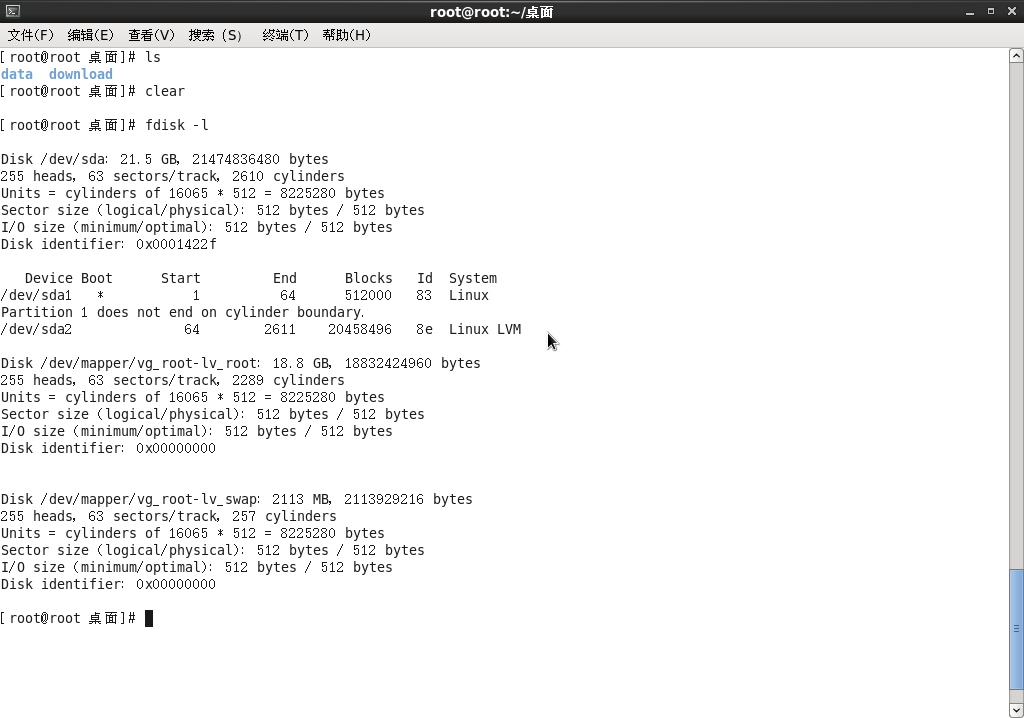 root@root:~/桌面
文件(F) 编辑(E) 查看(V) 搜索 (S) 终端(T) 帮助(H)
[root@root 桌面]# ls
data  download
[root@root 桌面]# clear
[root@root 桌面]# fdisk -l
Disk /dev/sda: 21.5 GB, 21474836480 bytes
255 heads, 63 sectors/track, 2610 cylinders
Units = cylinders of 16065 * 512 = 8225280 bytes
Sector size (logical/physical): 512 bytes / 512 bytes
I/O size (minimum/optimal): 512 bytes / 512 bytes
Disk identifier: 0x0001422f
   Device Boot      Start         End      Blocks   Id  System
/dev/sda1   *           1          64      512000   83  Linux
Partition 1 does not end on cylinder boundary.
/dev/sda2              64        2611    20458496   8e  Linux LVM
Disk /dev/mapper/vg_root-lv_root: 18.8 GB, 18832424960 bytes
255 heads, 63 sectors/track, 2289 cylinders
Units = cylinders of 16065 * 512 = 8225280 bytes
Sector size (logical/physical): 512 bytes / 512 bytes
I/O size (minimum/optimal): 512 bytes / 512 bytes
Disk identifier: 0x00000000
Disk /dev/mapper/vg_root-lv_swap: 2113 MB, 2113929216 bytes
255 heads, 63 sectors/track, 257 cylinders
Units = cylinders of 16065 * 512 = 8225280 bytes
Sector size (logical/physical): 512 bytes / 512 bytes
I/O size (minimum/optimal): 512 bytes / 512 bytes
Disk identifier: 0x00000000
[root@root 桌面]#